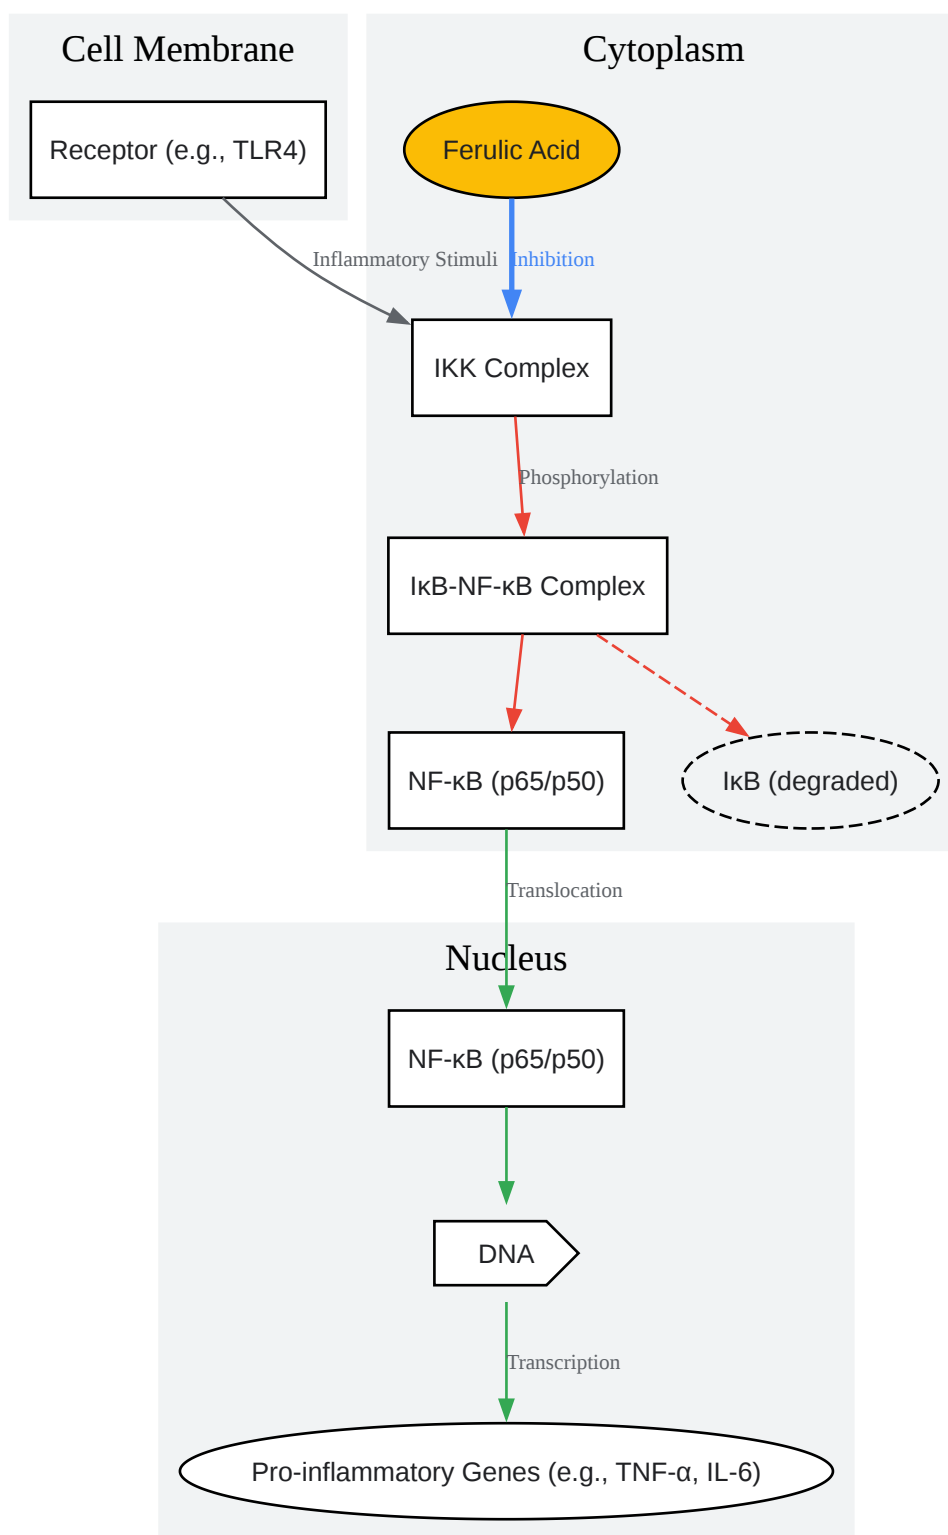 Cell Membrane
Cytoplasm
Receptor (e.g., TLR4)
Ferulic Acid
Inflammatory Stimuli
Inhibition
IKK Complex
Phosphorylation
IκB-NF-κB Complex
NF-κB (p65/p50)
IκB (degraded)
Translocation
Nucleus
NF-κB (p65/p50)
DNA
Transcription
Pro-inflammatory Genes (e.g., TNF-α, IL-6)